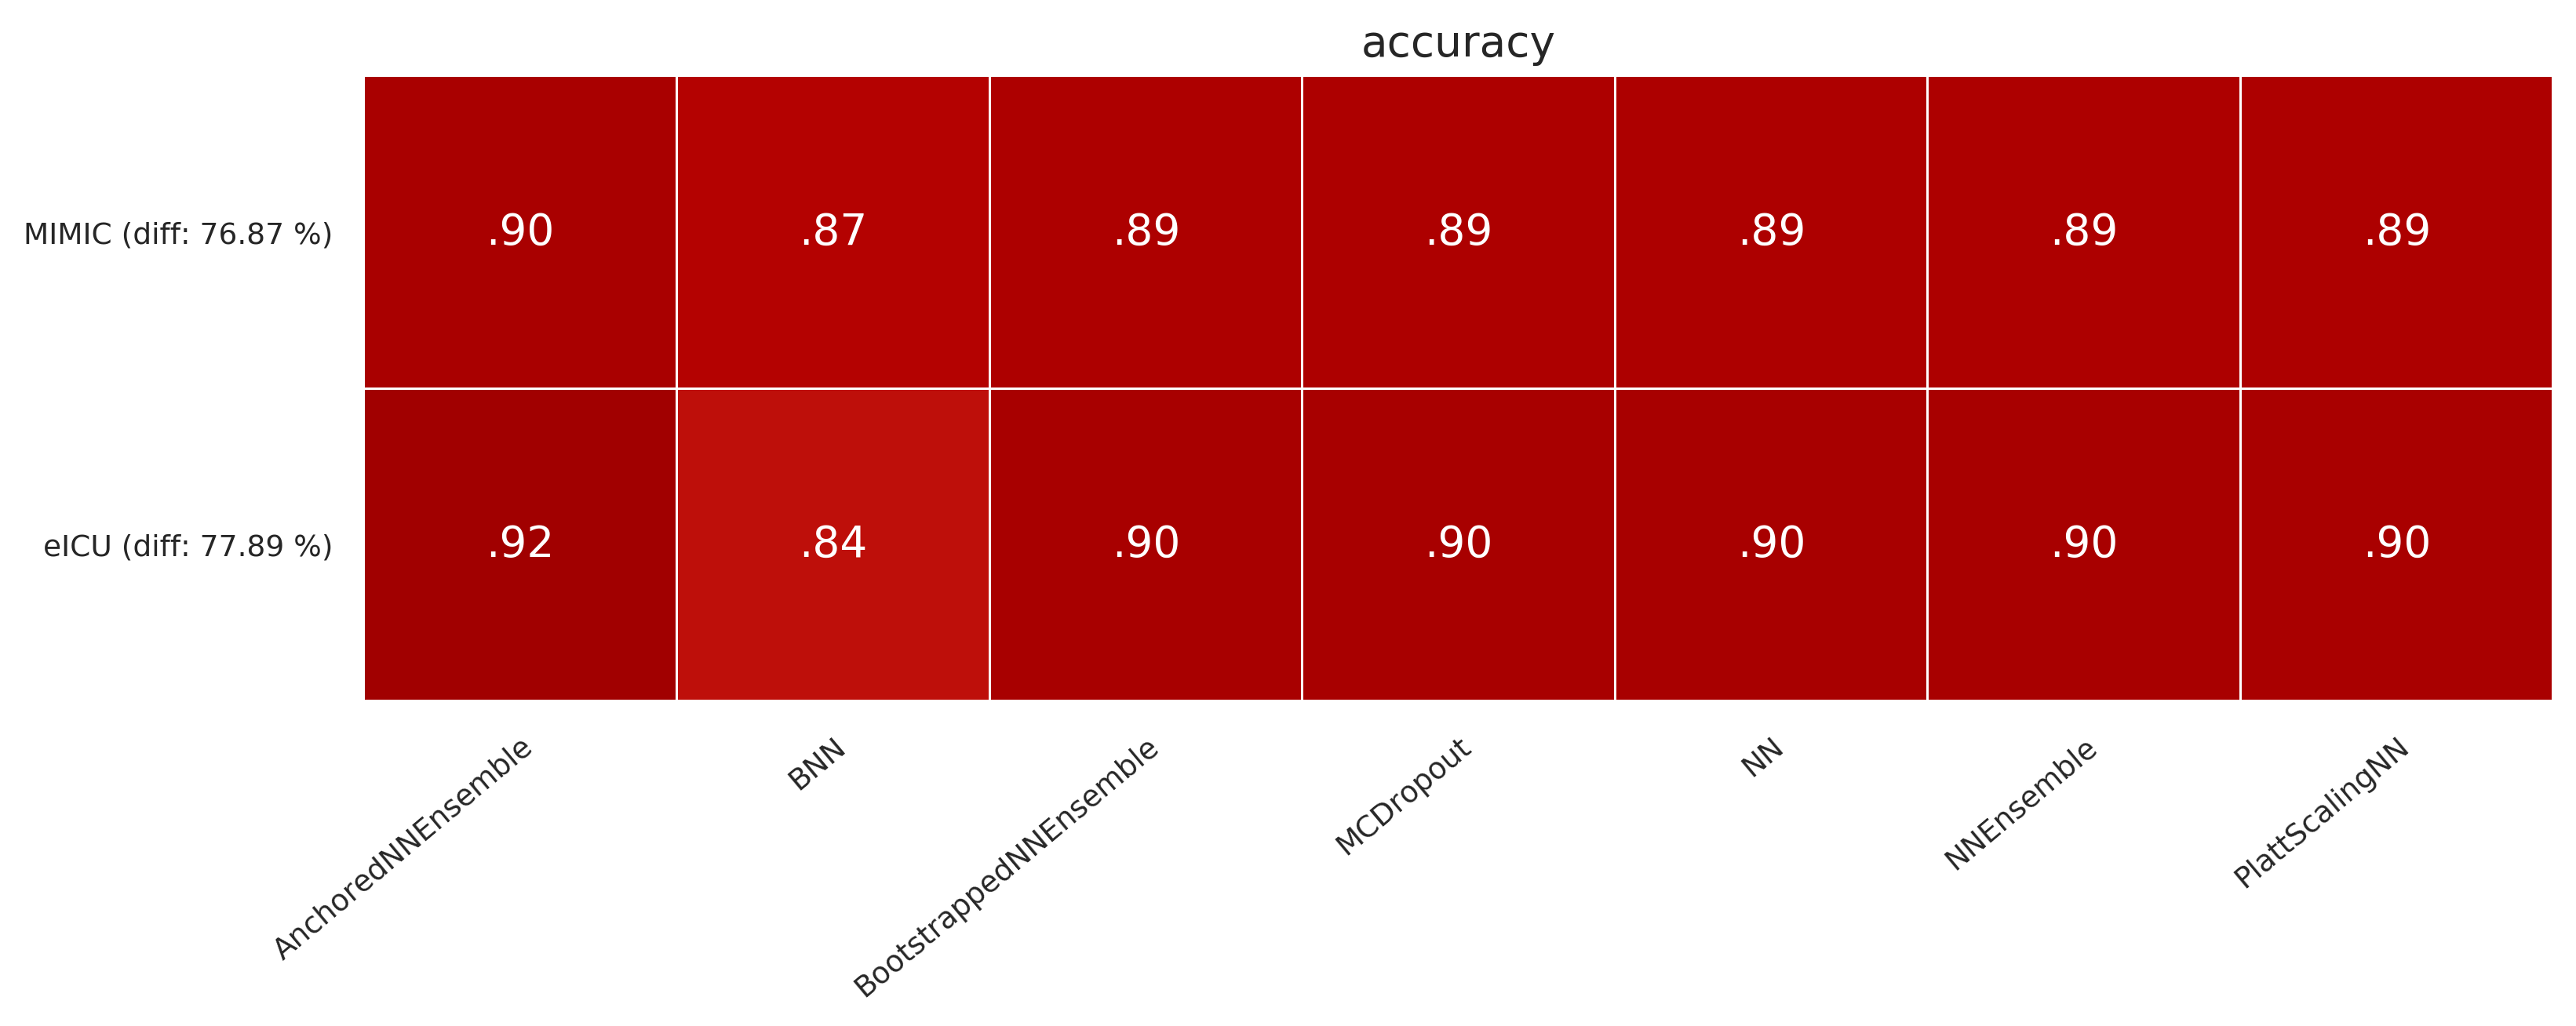 accuracy
MIMIC (diff: 76.87 %) .90 .87 .89 .89 .89 .89 .89
eICU (diff: 77.89 %) .92 .84 .90 .90 .90 .90 .90
AnchoredNNEnsemble BNN BootstrappedNNEnsemble MCDropout NN NNEnsemble PlattScalingNN